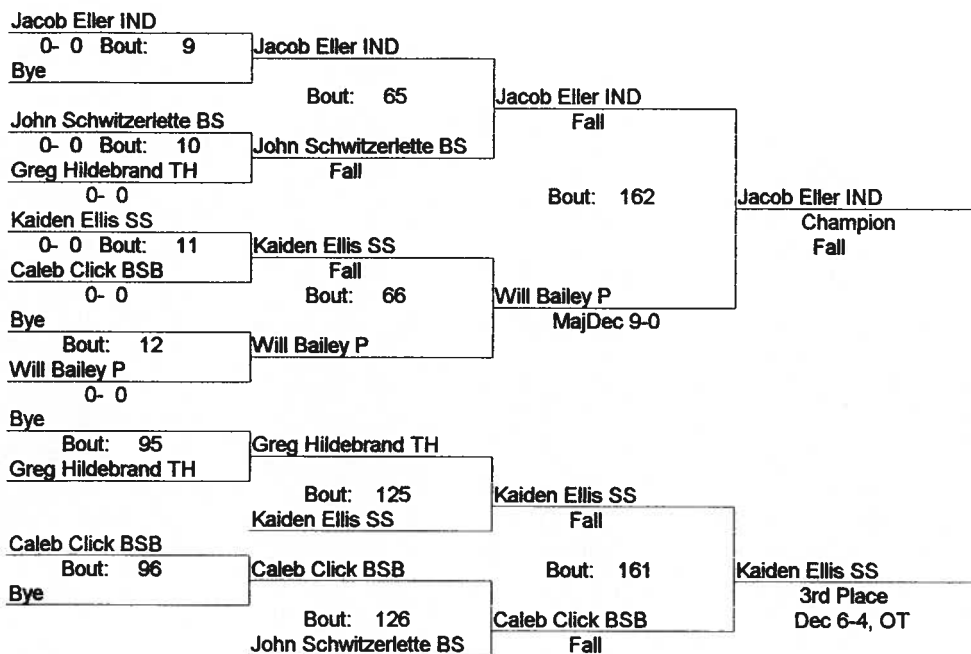 Jacob Eller IND
0- 0 Bout: 9
Bye
Jacob Eller IND
Bout: 65
John Schwitzerlette BS
0- 0 Bout: 10
Greg Hildebrand TH
0- 0
John Schwitzerlette BS
Fall
Jacob Eller IND
Fall
Bout: 162
Kaiden Ellis SS
0- 0 Bout: 11
Caleb Click BSB
0- 0
Kaiden Ellis SS
Fall
Bout: 66
Bye
Bout: 12
Will Bailey P
0- 0
Will Bailey P
Will Bailey P
MajDec 9-0
Jacob Eller IND
Champion
Fall
Bye
Bout: 95
Greg Hildebrand TH
Greg Hildebrand TH
Bout: 125
Kaiden Ellis SS
Kaiden Ellis SS
Fall
Bout: 161
Caleb Click BSB
Bout: 96
Bye
Caleb Click BSB
Bout: 126
John Schwitzerlette BS
Caleb Click BSB
Fall
Kaiden Ellis SS
3rd Place
Dec 6-4, OT